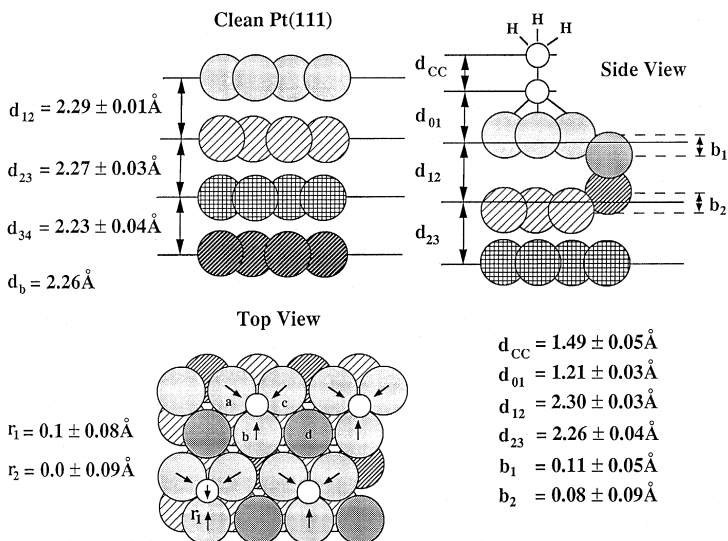 Clean Pt(111)
d12 = 2.29 ± 0.01Å
d23 = 2.27 ± 0.03Å
d34 = 2.23 ± 0.04Å
db = 2.26Å
H H H
Side View
dCC
d01
d12
d23
b1
b2
Top View
r1 = 0.1 ± 0.08Å
r2 = 0.0 ± 0.09Å
a c
b d
r1
dCC = 1.49 ± 0.05Å
d01 = 1.21 ± 0.03Å
d12 = 2.30 ± 0.03Å
d23 = 2.26 ± 0.04Å
b1 = 0.11 ± 0.05Å
b2 = 0.08 ± 0.09Å